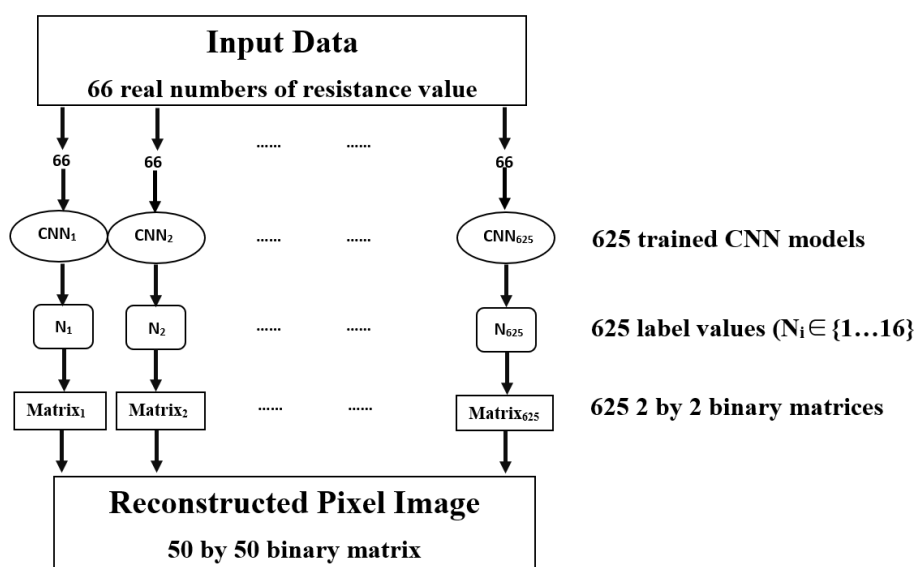 Input Data
66 real numbers of resistance value
66 66 …… …… 66
CNN₁ CNN₂ …… …… CNN₆₂₅ 625 trained CNN models
N₁ N₂ …… …… N₆₂₅ 625 label values (Nᵢ ∈ {1…16}
Matrix₁ Matrix₂ …… …… Matrix₆₂₅ 625 2 by 2 binary matrices
Reconstructed Pixel Image
50 by 50 binary matrix